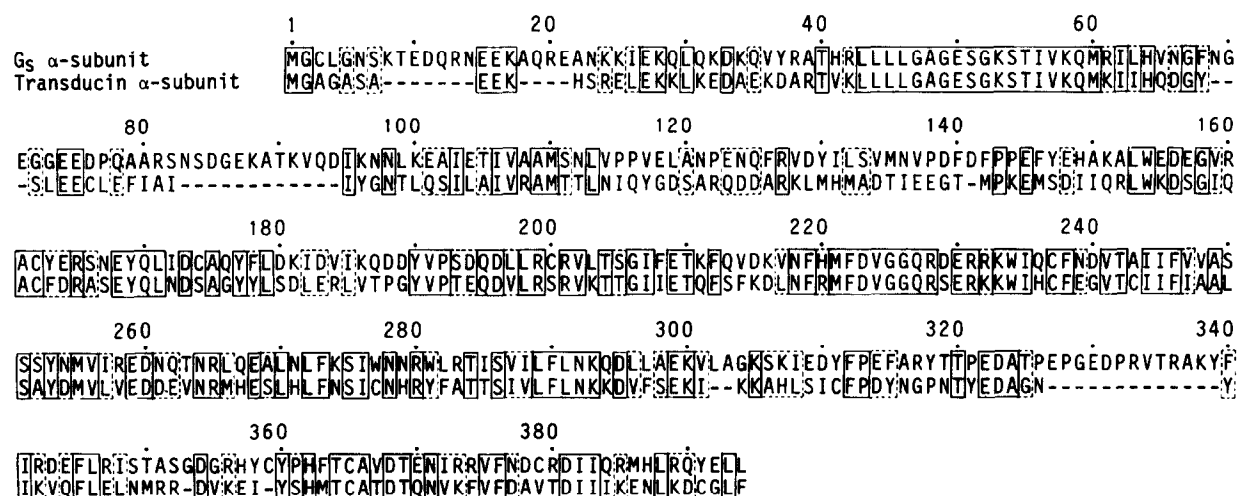 1 20 40 60
Gs α-subunit MGCLGNSKTEDQRNEEKAQREANKKIEKQLQKDKQVYRATHRLLLLGAGESGKSTIVKQMRILHVNGFNG
Transducin α-subunit MGAGASA-------EEK----HSRELEKKLKEDAEKDARTVKLLLLGAGESGKSTIVKQMKIIHQDGY--
80 100 120 140 160
EGGEEDPQAARSNSDGEKATKVQDIKNNLKEAIETIVAAMSNLVPPVELANPENQFRVDYILSVMNVPDFDFPPEFYEHAKALWEDEGVR
-SLEECLEFIAI------------IYGNTLQSILAIVRAMTTLNIQYGDSARQDDARKLMHMADTIEEGT-MPKEMSDIIQRLWKDSGIQ
180 200 220 240
ACYERSNEYQLIDCAQYFLDKIDVIKQDDYVPSDQDLLRCRVLTSGIFETKFQVDKVNFHMFDVGGQRDERRKWIQCFNDVTAIIFVVAS
ACFDRASEYQLNDSAGYYLSDLERLVTPGYVPTEQDVLRSRVKTTGIIETQFSFKDLNFRMFDVGGQRSERKKWIHCFEGVTCIIFIAAL
260 280 300 320 340
SSYNMVIREDNQTNRLQEALNLFKSIWNNRWLRTISVILFLNKQDLLAEKVLAGKSKIEDYFPEFARYTTPEDATPEPGEDPRVTRAKYF
SAYDMVLVEDDEVNRMHESLHLFNSICNHRYFATTSIVLFLNKKDVFSEKI--KKAHLSICFPDYNGPNTYEDAGN-------------Y
360 380
IRDEFLRISTASGDGRHYCYPHFTCAVDTENIRRVFNDCRDIIQRMHLRQYELL
IKVQFLELNMRR-DVKEI-YSHMTCATDTQNVKFVFDAVTDIIIKENLKDCGLF